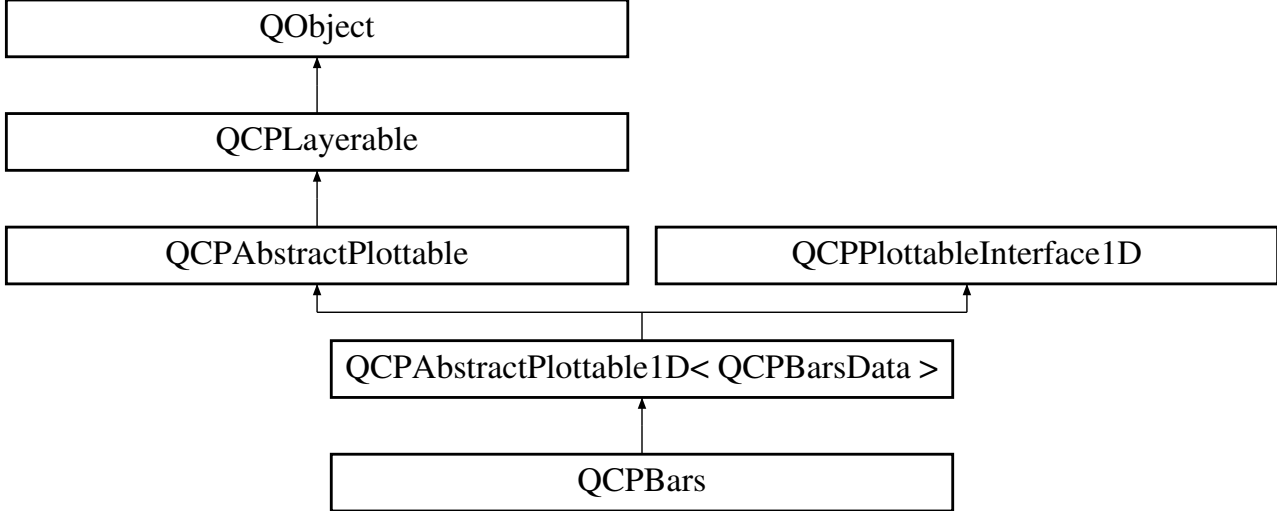 QObject
QCPLayerable
QCPAbstractPlottable
QCPPlottableInterface1D
QCPAbstractPlottable1D< QCPBarsData >
QCPBars